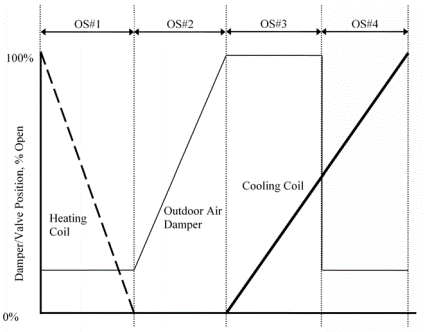 OS#1 OS#2 OS#3 OS#4
100%
Damper/Valve Position, % Open
Cooling Coil
Outdoor Air
Damper
Heating
Coil
0%